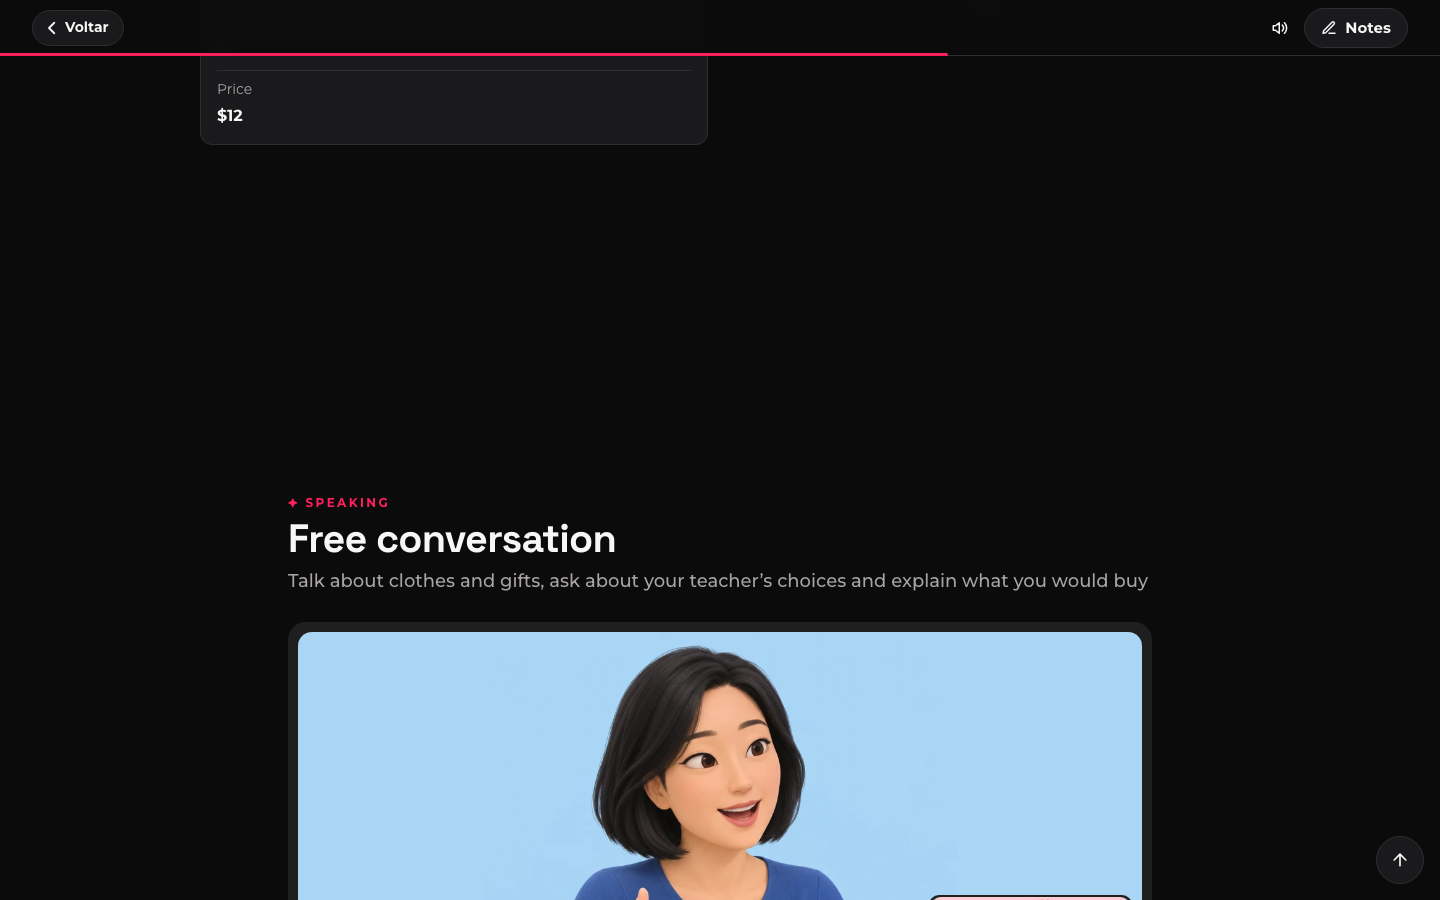 Voltar
Notes
Price
$12
SPEAKING
Free conversation
Talk about clothes and gifts, ask about your teacher’s choices and explain what you would buy